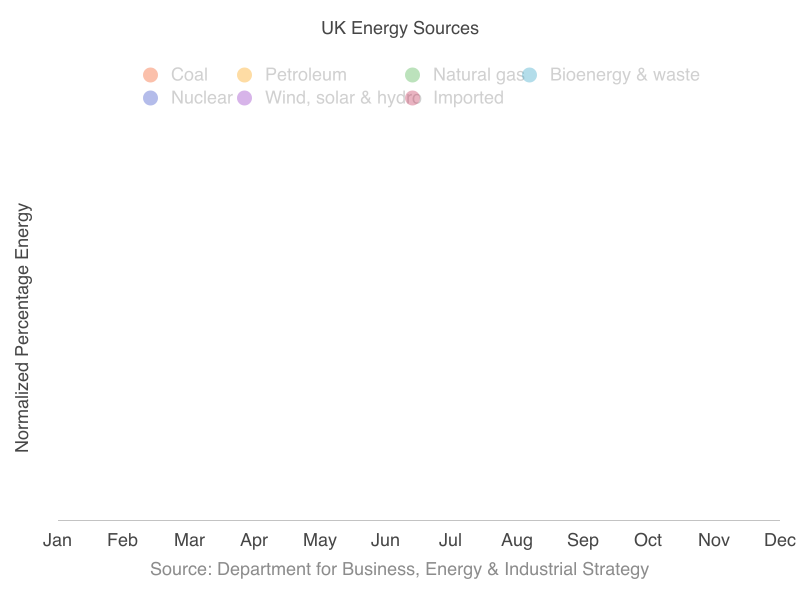 UK Energy Sources
Coal Petroleum Natural gas Bioenergy & waste
Nuclear Wind, solar & hydro Imported
Normalized Percentage Energy
Jan Feb Mar Apr May Jun Jul Aug Sep Oct Nov Dec
Source: Department for Business, Energy & Industrial Strategy